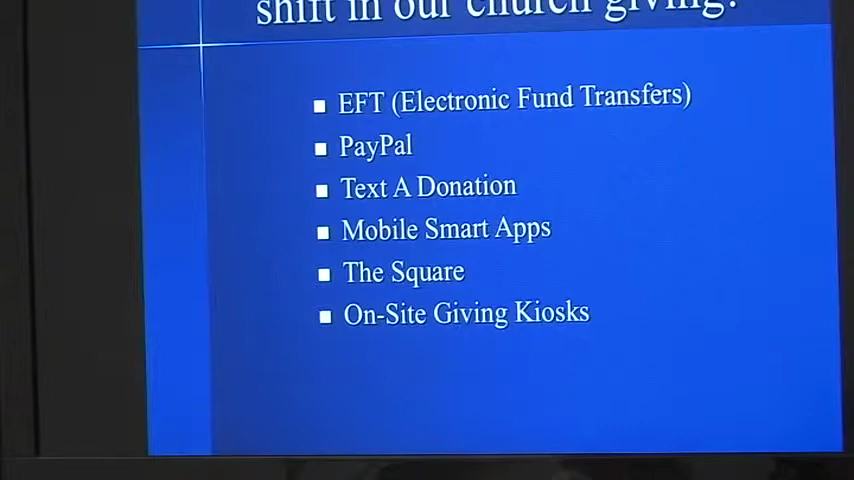 shift in our church giving?
EFT (Electronic Fund Transfers)
PayPal
Text A Donation
Mobile Smart Apps
The Square
On-Site Giving Kiosks